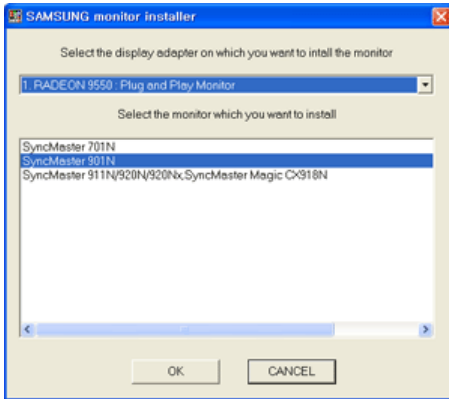 SAMSUNG monitor installer
Select the display adapter on which you want to intall the monitor
1. RADEON 9550 : Plug and Play Monitor
Select the monitor which you want to install
SyncMaster 701N
SyncMaster 901N
SyncMaster 911N/920N/920Nx,SyncMaster Magic CX918N
OK CANCEL